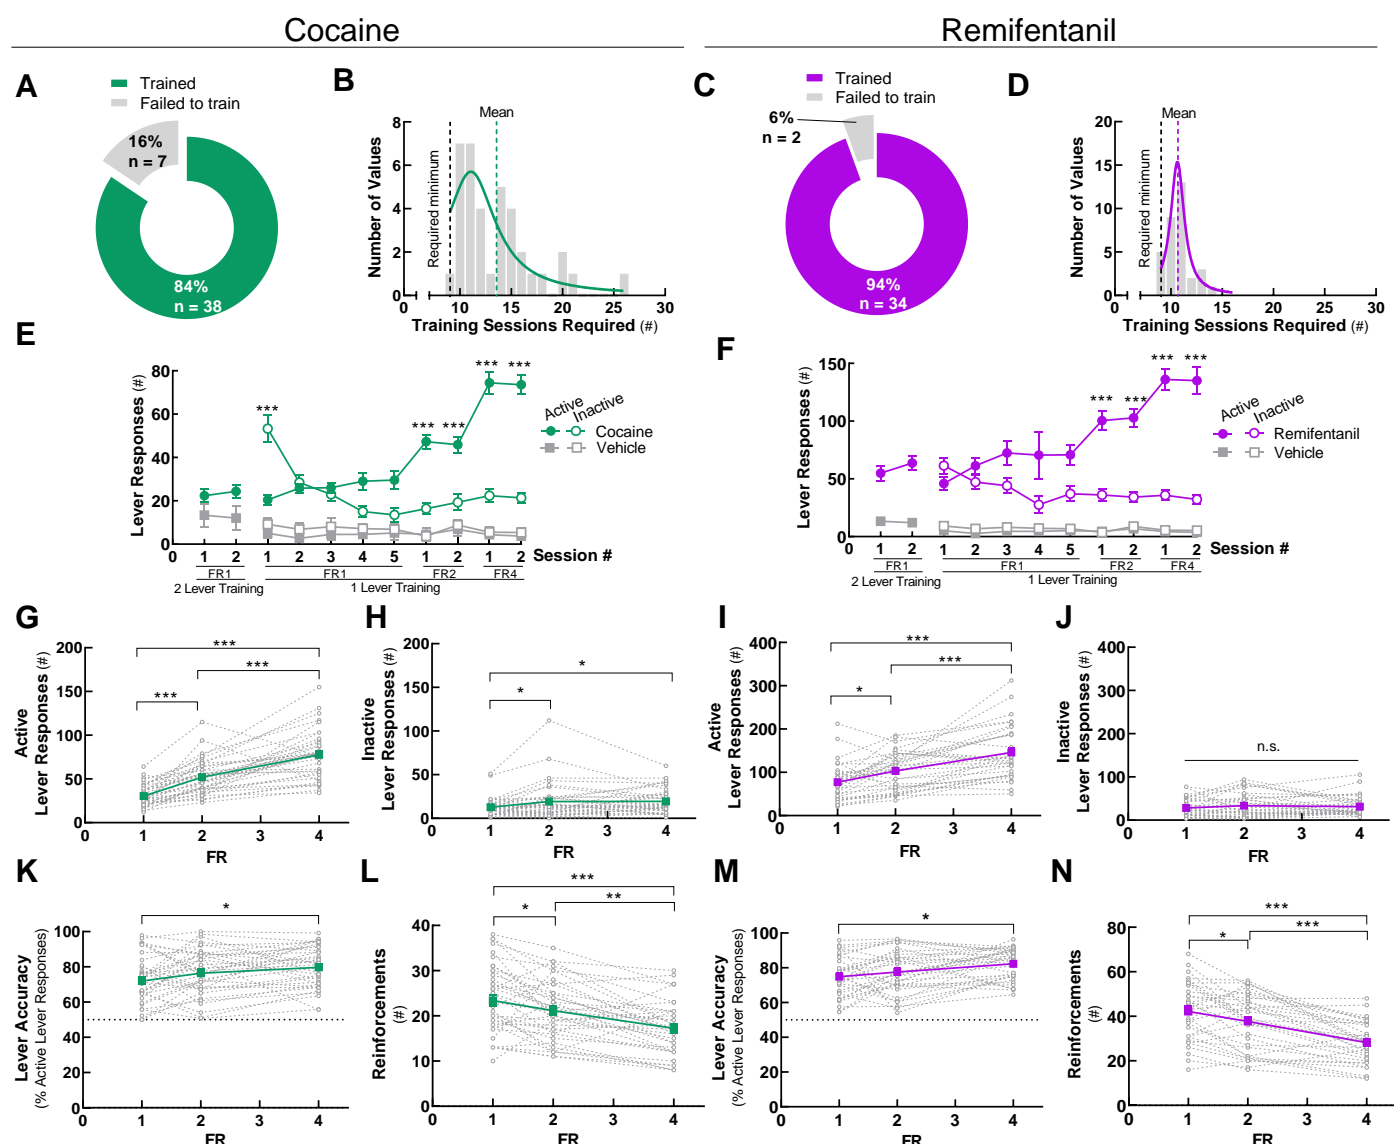 Cocaine
Remifentanil
A
Trained
Failed to train
16%
n = 7
84%
n = 38
B
Mean
Required minimum
Number of Values
8
6
4
2
0
0
10
15
20
25
30
Training Sessions Required (#)
C
Trained
Failed to train
6%
n = 2
94%
n = 34
D
Mean
Required minimum
Number of Values
20
15
10
5
0
0
10
15
20
25
30
Training Sessions Required (#)
E
Lever Responses (#)
80
60
40
20
0
***
*** ***
*** ***
Active
Inactive
Cocaine
Vehicle
0 1 2 1 2 3 4 5 1 2 1 2 Session #
FR1 FR1 FR2 FR4
2 Lever Training 1 Lever Training
F
Lever Responses (#)
150
100
50
0
*** ***
*** ***
Active
Inactive
Remifentanil
Vehicle
0 1 2 1 2 3 4 5 1 2 1 2 Session #
FR1 FR1 FR2 FR4
2 Lever Training 1 Lever Training
G
Active
Lever Responses (#)
200
150
100
50
0
***
***
***
0 1 2 3 4
FR
H
Inactive
Lever Responses (#)
200
150
100
50
0
*
*
0 1 2 3 4
FR
I
Active
Lever Responses (#)
400
300
200
100
0
***
***
*
0 1 2 3 4
FR
J
Inactive
Lever Responses (#)
400
300
200
100
0
n.s.
0 1 2 3 4
FR
K
Lever Accuracy
(% Active Lever Responses)
100
80
60
40
20
0
*
0 1 2 3 4
FR
L
Reinforcements
(#)
40
30
20
10
0
***
**
*
0 1 2 3 4
FR
M
Lever Accuracy
(% Active Lever Responses)
100
80
60
40
20
0
*
0 1 2 3 4
FR
N
Reinforcements
(#)
80
60
40
20
0
***
***
*
0 1 2 3 4
FR